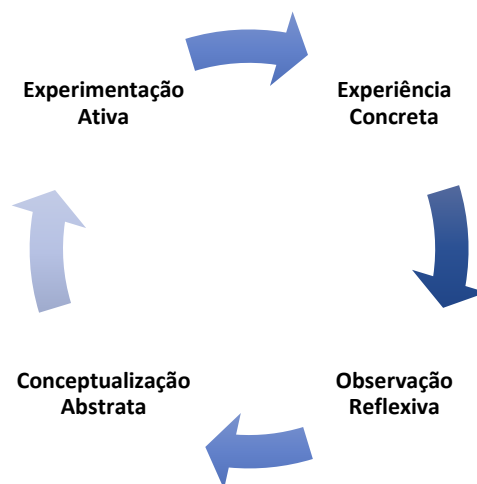 Experimentação
Ativa
Experiência
Concreta
Conceptualização
Abstrata
Observação
Reflexiva